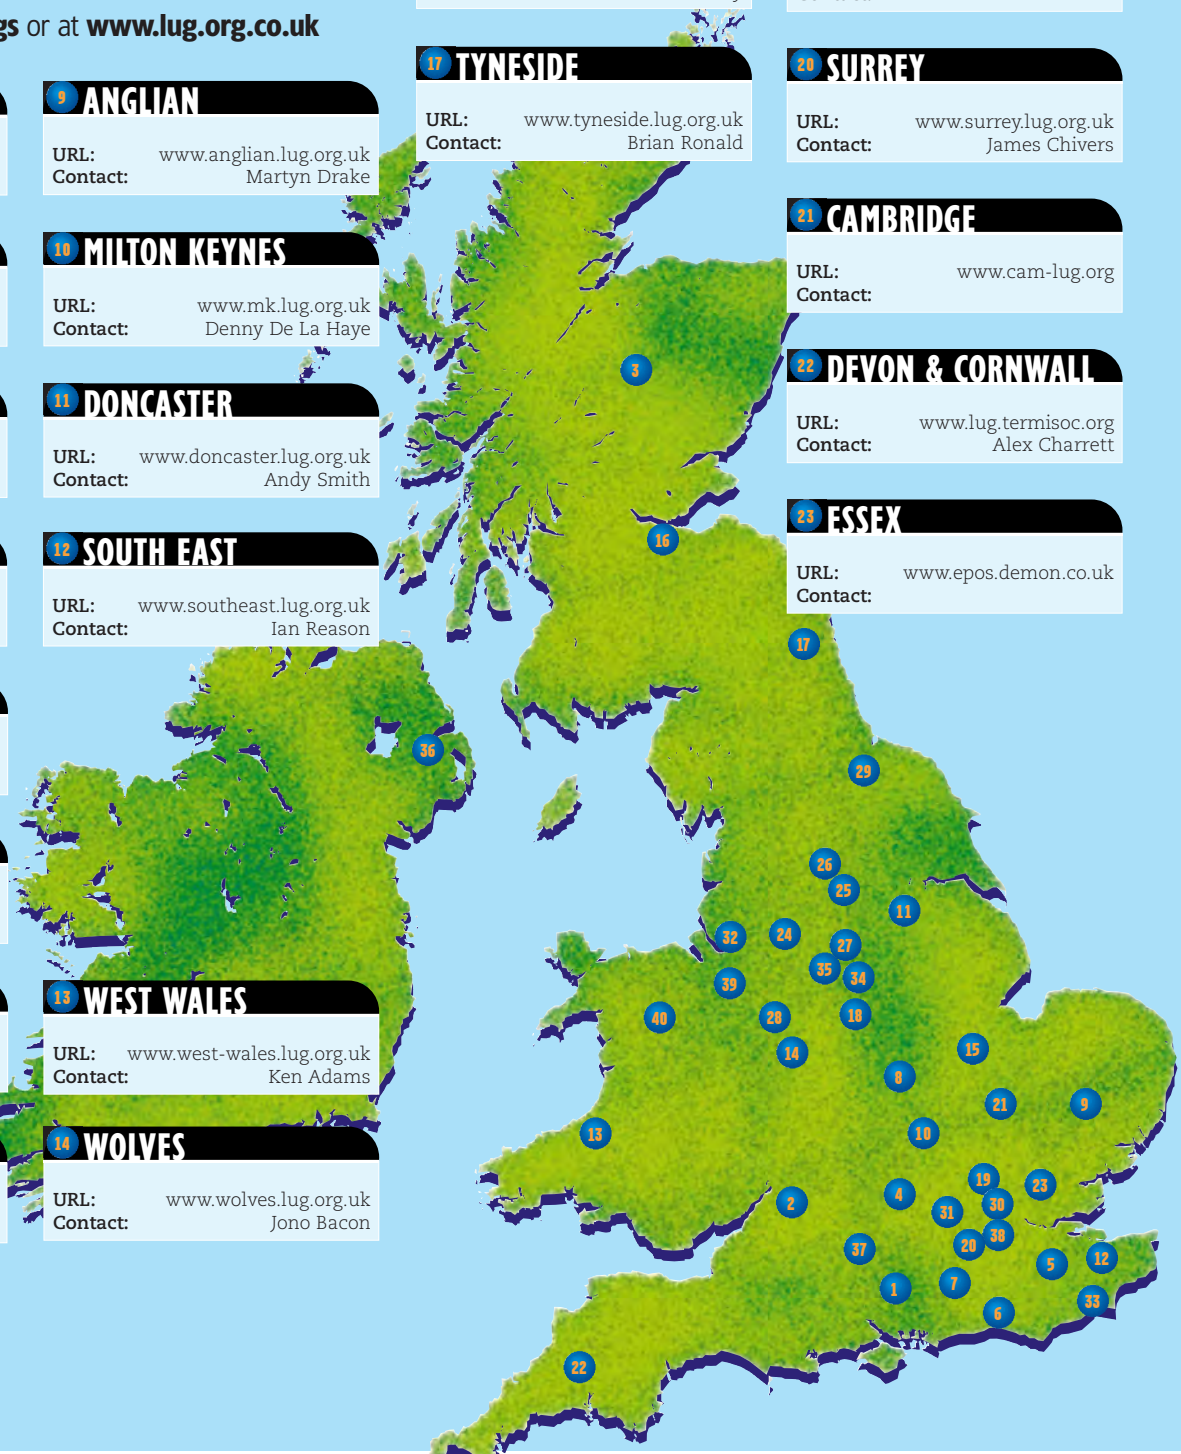 gs or at www.lug.org.co.uk
9 ANGLIAN
URL: www.anglian.lug.org.uk
Contact: Martyn Drake
10 MILTON KEYNES
URL: www.mk.lug.org.uk
Contact: Denny De La Haye
11 DONCASTER
URL: www.doncaster.lug.org.uk
Contact: Andy Smith
12 SOUTH EAST
URL: www.southeast.lug.org.uk
Contact: Ian Reason
13 WEST WALES
URL: www.west-wales.lug.org.uk
Contact: Ken Adams
14 WOLVES
URL: www.wolves.lug.org.uk
Contact: Jono Bacon
17 TYNESIDE
URL: www.tyneside.lug.org.uk
Contact: Brian Ronald
20 SURREY
URL: www.surrey.lug.org.uk
Contact: James Chivers
21 CAMBRIDGE
URL: www.cam-lug.org
Contact:
22 DEVON & CORNWALL
URL: www.lug.termisoc.org
Contact: Alex Charrett
23 ESSEX
URL: www.epos.demon.co.uk
Contact:
3
16
17
36
29
26
25
11
32
24
27
35
34
39
40
28
18
14
15
8
21
9
10
13
19
23
2
4
30
31
38
20
37
12
5
7
1
33
6
22